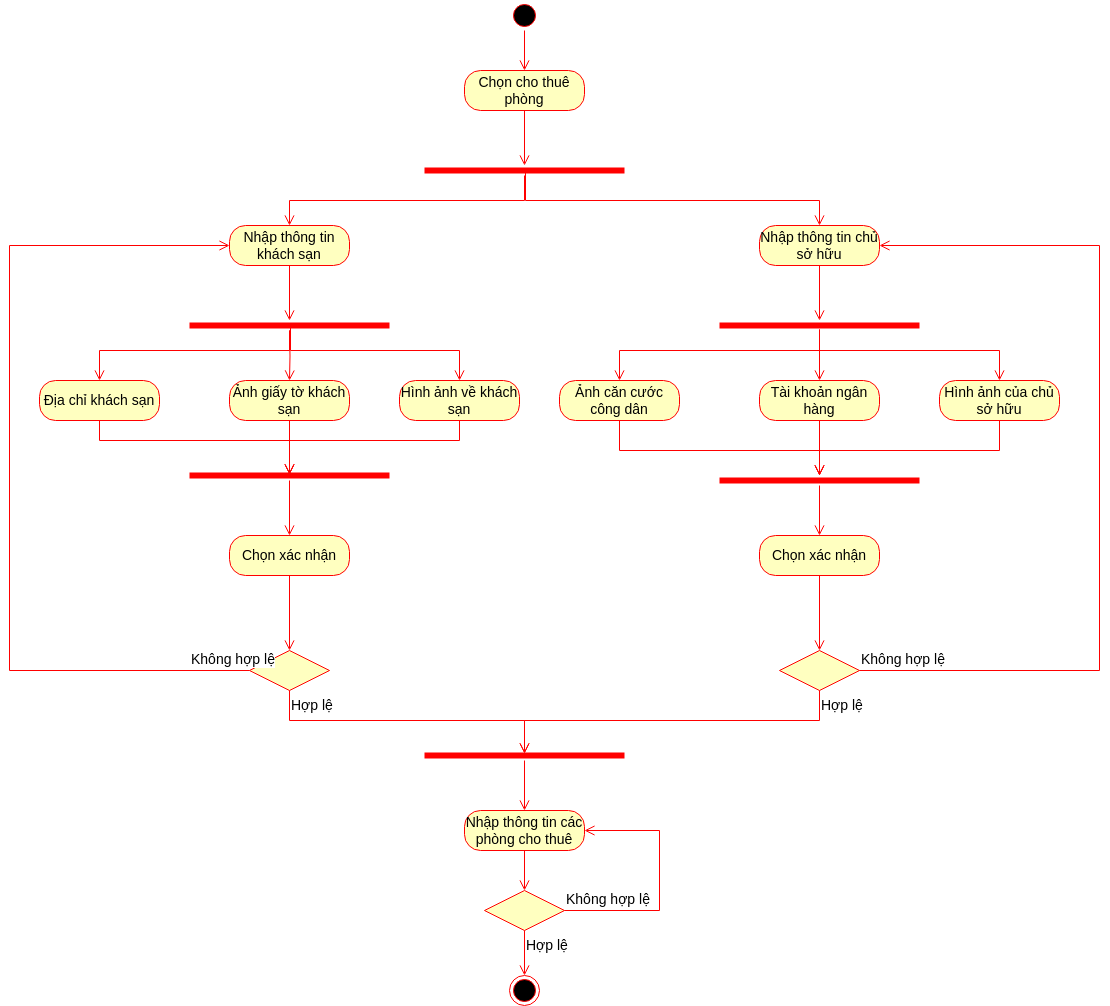 Chọn cho thuê
phòng
Nhập thông tin
khách sạn
Nhập thông tin chủ
sở hữu
Địa chỉ khách sạn
Ảnh giấy tờ khách
sạn
Hình ảnh về khách
sạn
Ảnh căn cước
công dân
Tài khoản ngân
hàng
Hình ảnh của chủ
sở hữu
Chọn xác nhận
Chọn xác nhận
Không hợp lệ
Không hợp lệ
Hợp lệ
Hợp lệ
Nhập thông tin các
phòng cho thuê
Không hợp lệ
Hợp lệ